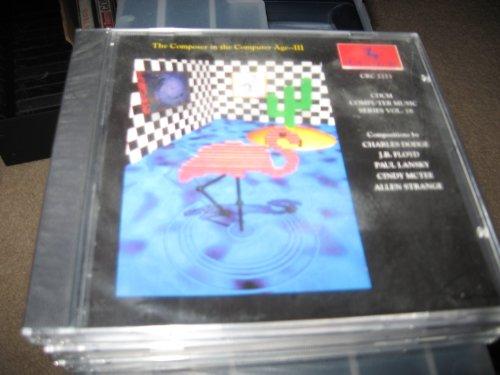 The Composer in the Computer Age--III
CRC 2213
CDCM
COMPUTER MUSIC
SERIES VOL. 18
Compositions by
CHARLES DODGE
J.B. FLOYD
PAUL LANSKY
CINDY MCTEE
ALLEN STRANGE